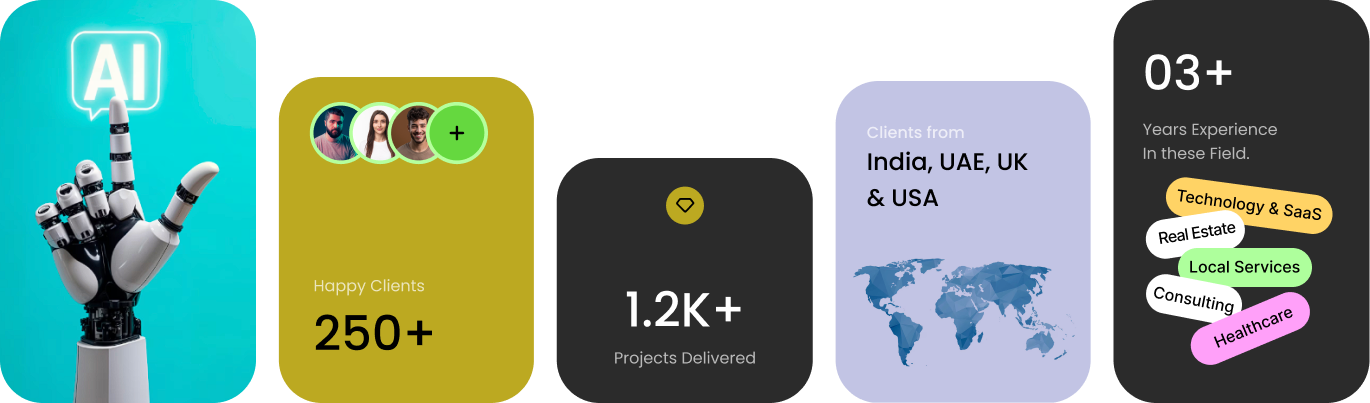 AI
Happy Clients
250+
1.2K+
Projects Delivered
Clients from
India, UAE, UK
& USA
03+
Years Experience
In these Field.
Technology & SaaS
Real Estate
Local Services
Consulting
Healthcare